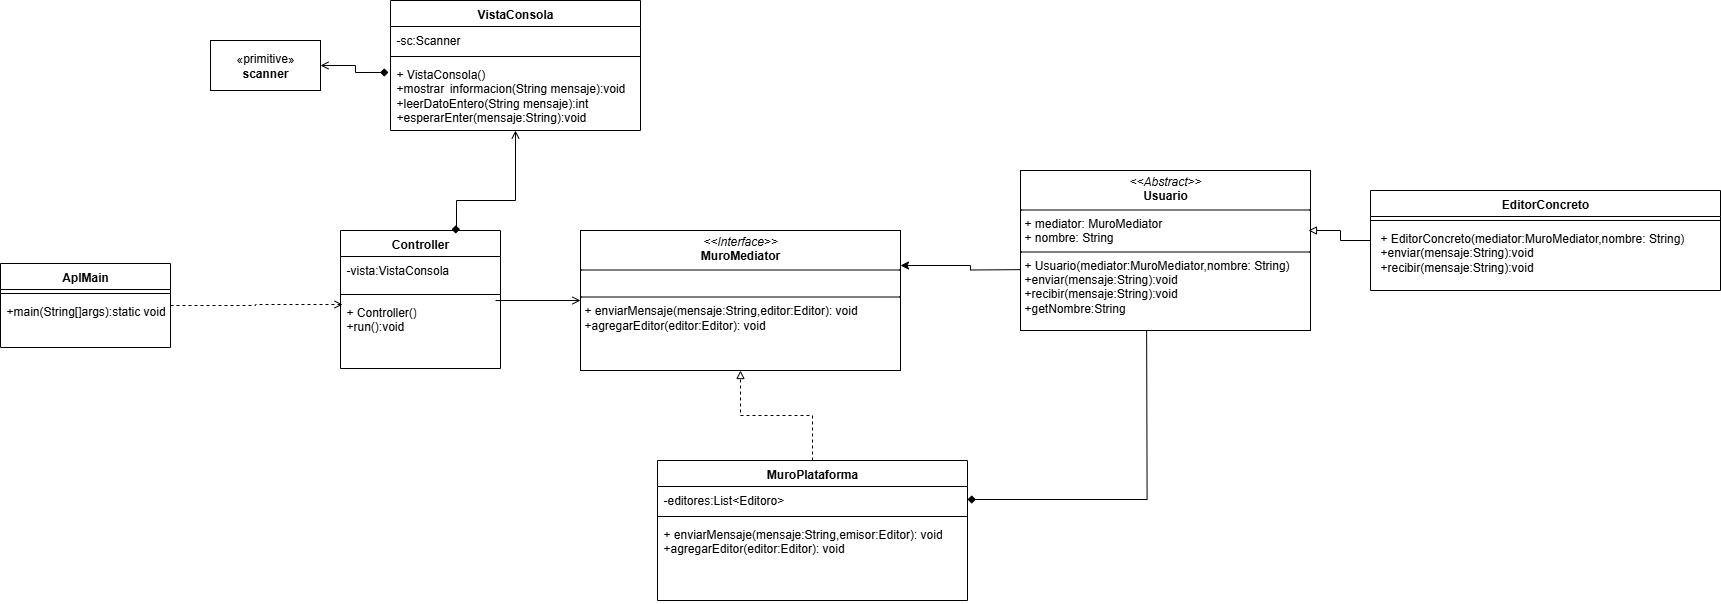 VistaConsola
-sc:Scanner
+ VistaConsola()
+mostrar informacion(String mensaje):void
+leerDatoEntero(String mensaje):int
+esperarEnter(mensaje:String):void
«primitive»
scanner
<<Abstract>>
Usuario
+ mediator: MuroMediator
+ nombre: String
+ Usuario(mediator:MuroMediator,nombre: String)
+enviar(mensaje:String):void
+recibir(mensaje:String):void
+getNombre:String
EditorConcreto
+ EditorConcreto(mediator:MuroMediator,nombre: String)
+enviar(mensaje:String):void
+recibir(mensaje:String):void
Controller
-vista:VistaConsola
+ Controller()
+run():void
<<Interface>>
MuroMediator
+ enviarMensaje(mensaje:String,editor:Editor): void
+agregarEditor(editor:Editor): void
AplMain
+main(String[]args):static void
MuroPlataforma
-editores:List<Editoro>
+ enviarMensaje(mensaje:String,emisor:Editor): void
+agregarEditor(editor:Editor): void